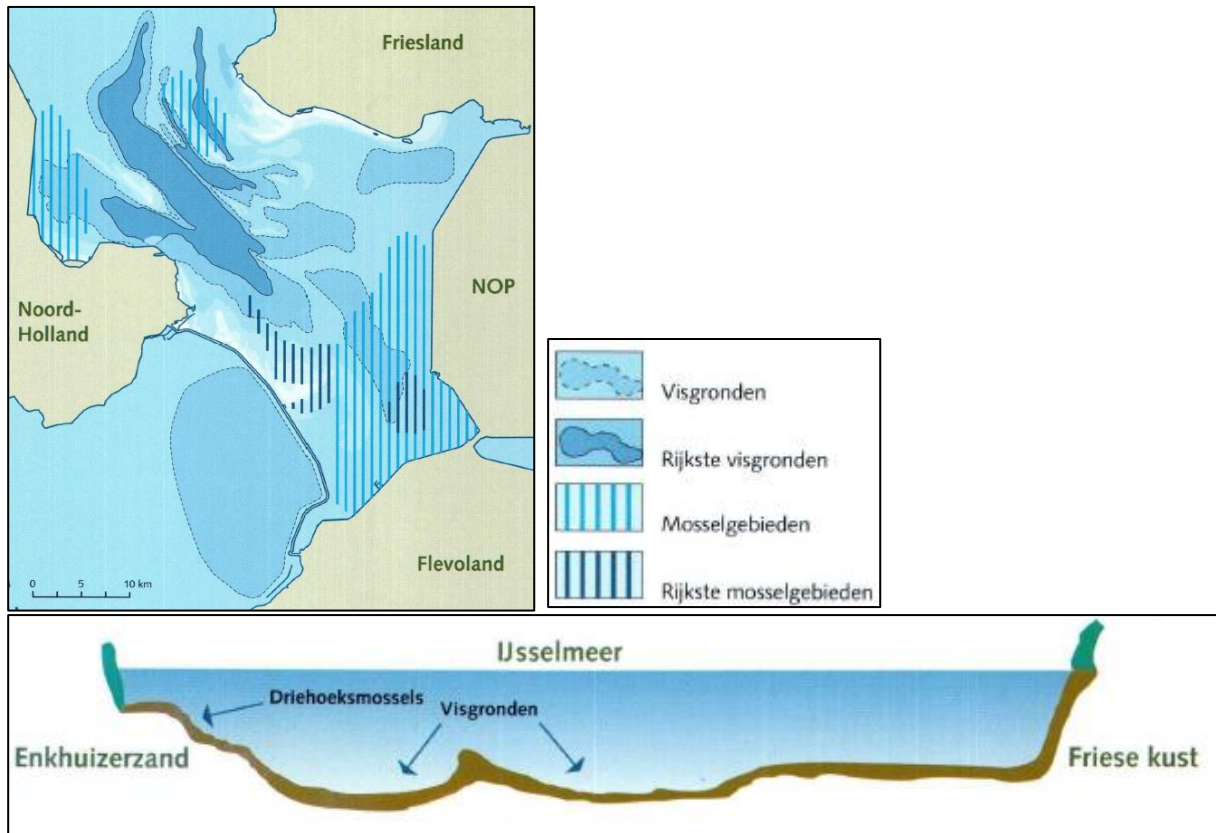 Friesland
NOP
Noord-
Holland
Flevoland
0 5 10 km
Visgronden
Rijkste visgronden
Mosselgebieden
Rijkste mosselgebieden
IJsselmeer
Driehoeksmossels
Visgronden
Enkhuizerzand
Friese kust